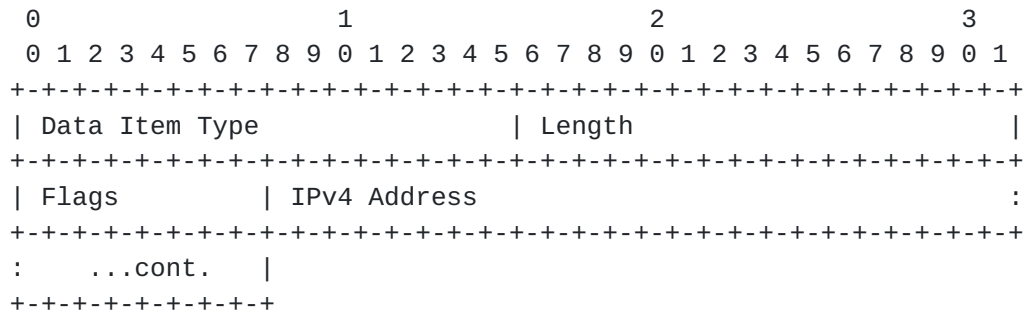 0                   1                   2                   3
 0 1 2 3 4 5 6 7 8 9 0 1 2 3 4 5 6 7 8 9 0 1 2 3 4 5 6 7 8 9 0 1
+-+-+-+-+-+-+-+-+-+-+-+-+-+-+-+-+-+-+-+-+-+-+-+-+-+-+-+-+-+-+-+-+
| Data Item Type                | Length                        |
+-+-+-+-+-+-+-+-+-+-+-+-+-+-+-+-+-+-+-+-+-+-+-+-+-+-+-+-+-+-+-+-+
| Flags         | IPv4 Address                                  :
+-+-+-+-+-+-+-+-+-+-+-+-+-+-+-+-+-+-+-+-+-+-+-+-+-+-+-+-+-+-+-+-+
:    ...cont.   |
+-+-+-+-+-+-+-+-+